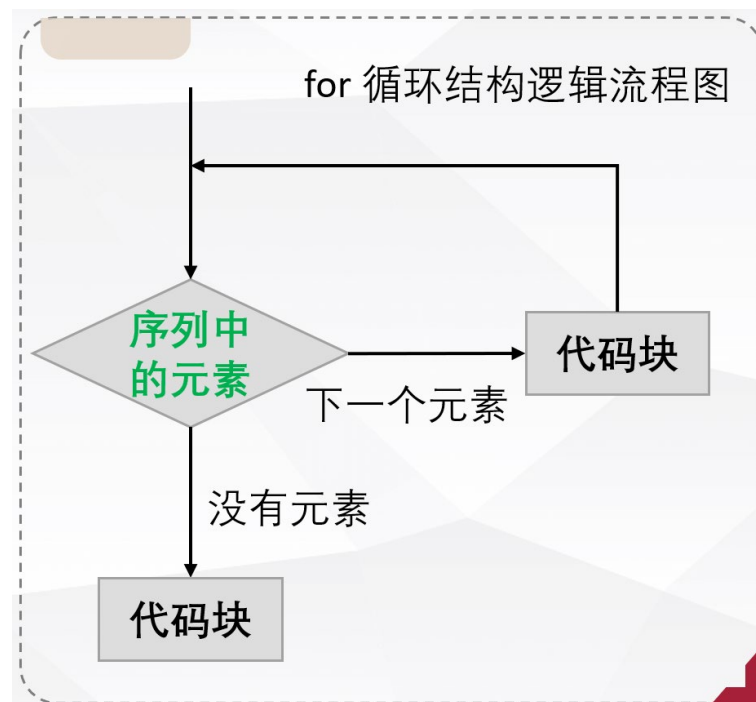 for 循环结构逻辑流程图
序列中
的元素
代码块
下一个元素
没有元素
代码块